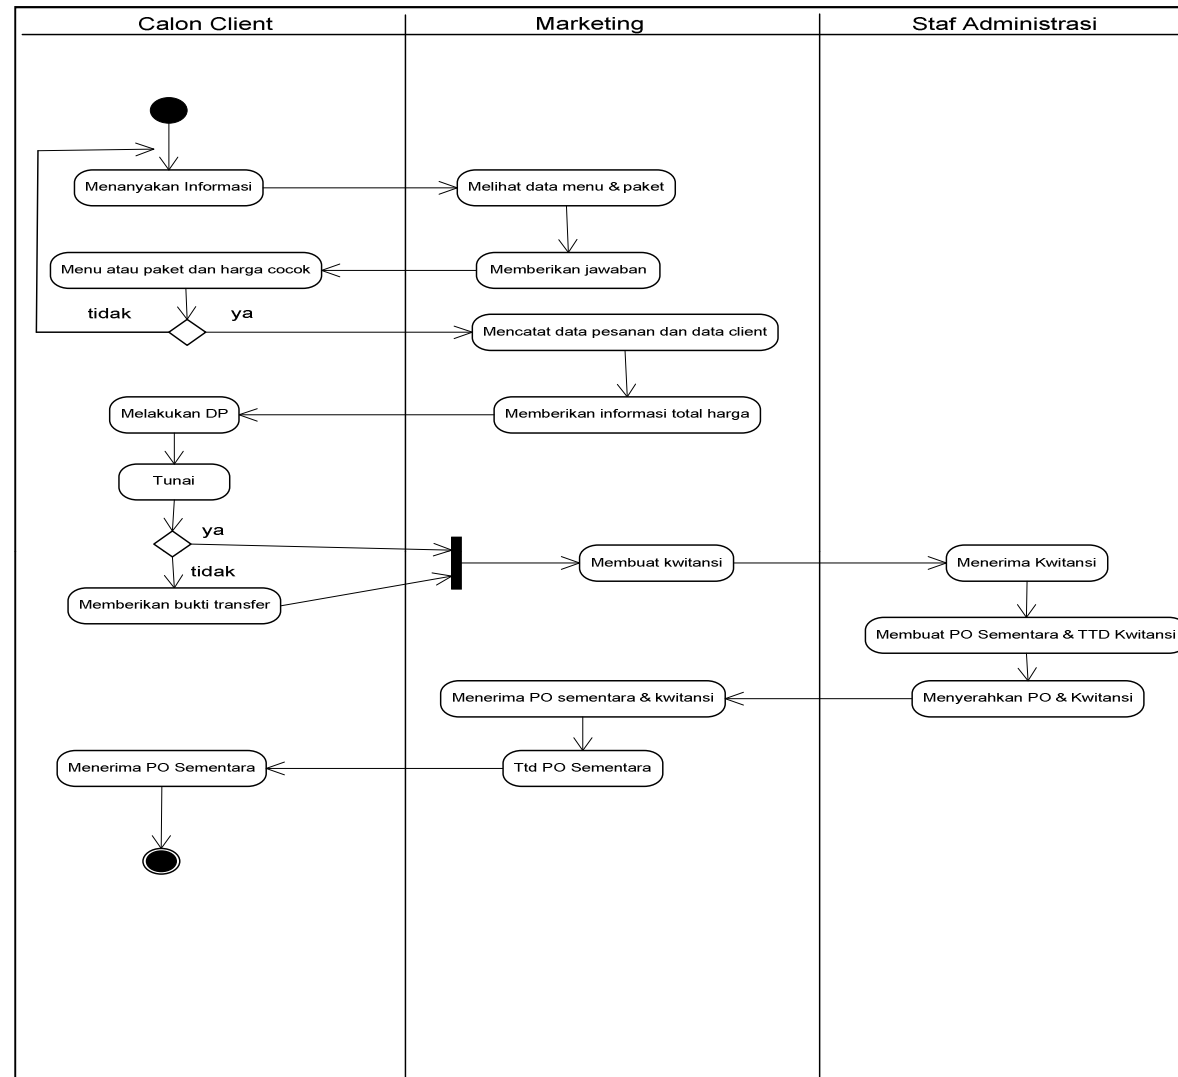 Calon Client
Marketing
Staf Administrasi
Menanyakan Informasi
Melihat data menu & paket
Menu atau paket dan harga cocok
Memberikan jawaban
tidak
ya
Mencatat data pesanan dan data client
Melakukan DP
Memberikan informasi total harga
Tunai
ya
tidak
Membuat kwitansi
Menerima Kwitansi
Memberikan bukti transfer
Membuat PO Sementara & TTD Kwitansi
Menerima PO sementara & kwitansi
Menyerahkan PO & Kwitansi
Menerima PO Sementara
Ttd PO Sementara